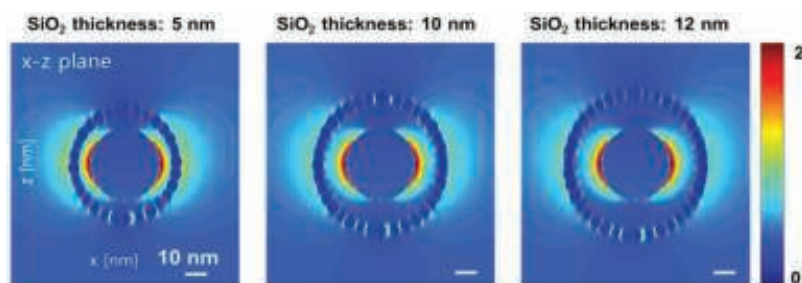 SiO₂ thickness: 5 nm
SiO₂ thickness: 10 nm
SiO₂ thickness: 12 nm
x-z plane
2
z [nm]
x [nm]
10 nm
0